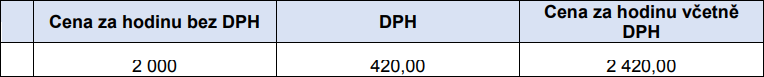 Cena za hodinu bez DPH DPH Cena za hodinu včetně
DPH
2 000 420,00 2 420,00